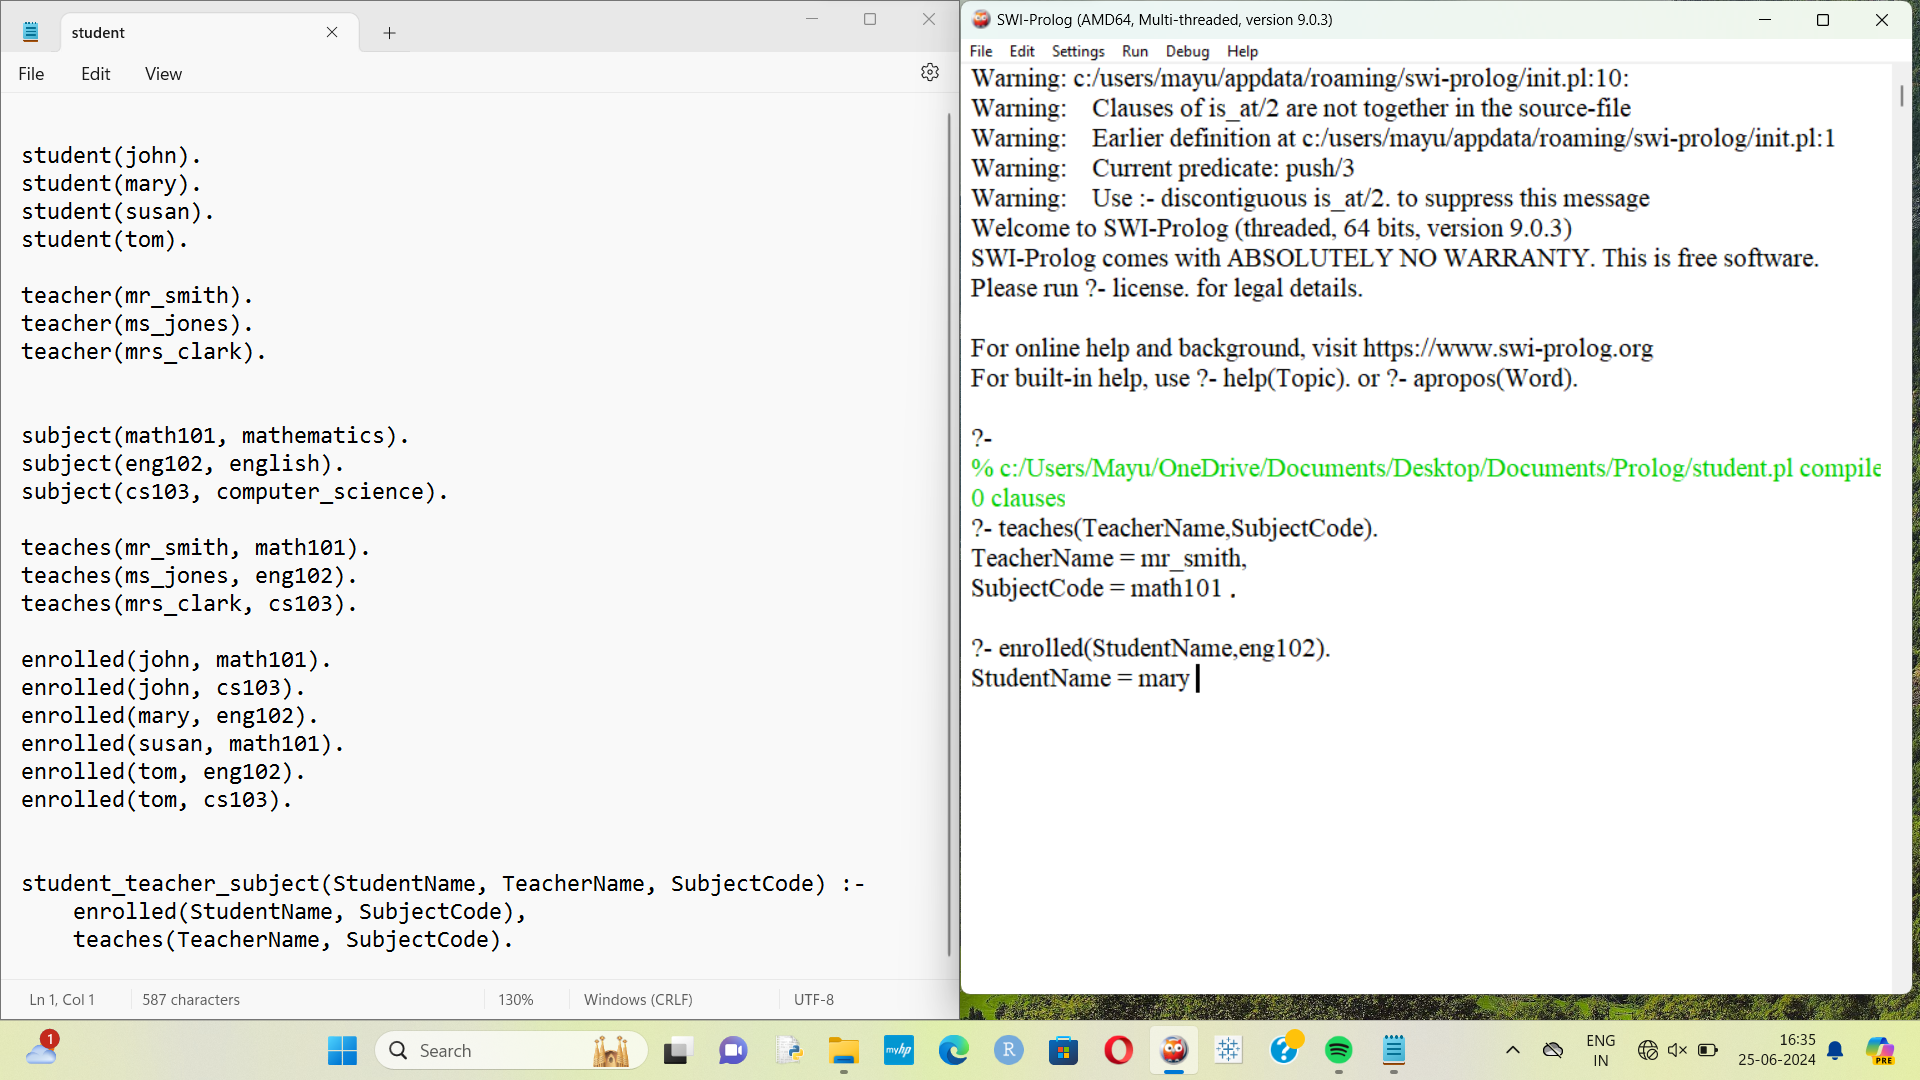 student
File Edit View
student(john).
student(mary).
student(susan).
student(tom).
teacher(mr_smith).
teacher(ms_jones).
teacher(mrs_clark).
subject(math101, mathematics).
subject(eng102, english).
subject(cs103, computer_science).
teaches(mr_smith, math101).
teaches(ms_jones, eng102).
teaches(mrs_clark, cs103).
enrolled(john, math101).
enrolled(john, cs103).
enrolled(mary, eng102).
enrolled(susan, math101).
enrolled(tom, eng102).
enrolled(tom, cs103).
student_teacher_subject(StudentName, TeacherName, SubjectCode) :-
    enrolled(StudentName, SubjectCode),
    teaches(TeacherName, SubjectCode).
Ln 1, Col 1 587 characters 130% Windows (CRLF) UTF-8
SWI-Prolog (AMD64, Multi-threaded, version 9.0.3)
File Edit Settings Run Debug Help
Warning: c:/users/mayu/appdata/roaming/swi-prolog/init.pl:10:
Warning:    Clauses of is_at/2 are not together in the source-file
Warning:    Earlier definition at c:/users/mayu/appdata/roaming/swi-prolog/init.pl:1
Warning:    Current predicate: push/3
Warning:    Use :- discontiguous is_at/2. to suppress this message
Welcome to SWI-Prolog (threaded, 64 bits, version 9.0.3)
SWI-Prolog comes with ABSOLUTELY NO WARRANTY. This is free software.
Please run ?- license. for legal details.
For online help and background, visit https://www.swi-prolog.org
For built-in help, use ?- help(Topic). or ?- apropos(Word).
?-
% c:/Users/Mayu/OneDrive/Documents/Desktop/Documents/Prolog/student.pl compile
0 clauses
?- teaches(TeacherName,SubjectCode).
TeacherName = mr_smith,
SubjectCode = math101 .
?- enrolled(StudentName,eng102).
StudentName = mary
1
Search
myhp
R
?
ENG
IN
16:35
25-06-2024
PRE